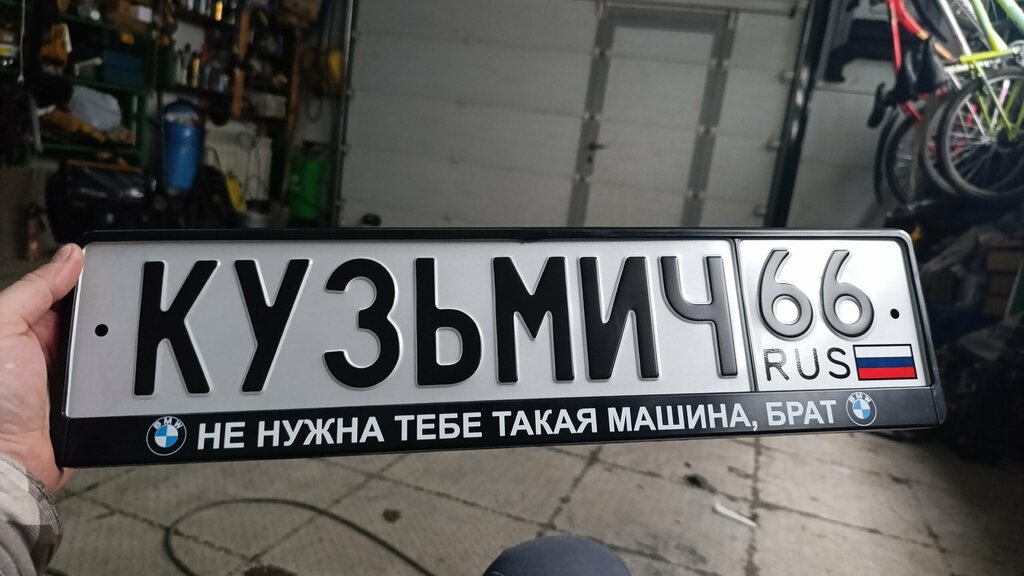 КУЗЬМИЧ 66
RUS
BMW НЕ НУЖНА ТЕБЕ ТАКАЯ МАШИНА, БРАТ BMW